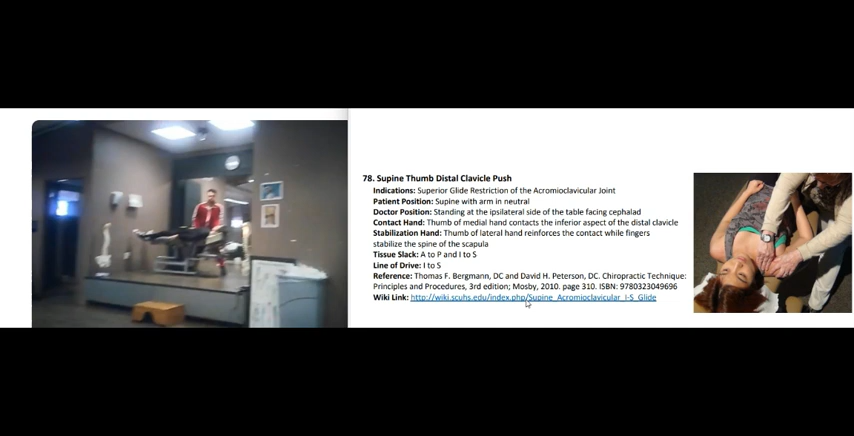 78. Supine Thumb Distal Clavicle Push
Indications: Superior Glide Restriction of the Acromioclavicular Joint
Patient Position: Supine with arm in neutral
Doctor Position: Standing at the ipsilateral side of the table facing cephalad
Contact Hand: Thumb of medial hand contacts the inferior aspect of the distal clavicle
Stabilization Hand: Thumb of lateral hand reinforces the contact while fingers
stabilize the spine of the scapula
Tissue Slack: A to P and I to S
Line of Drive: I to S
Reference: Thomas F. Bergmann, DC and David H. Peterson, DC. Chiropractic Technique:
Principles and Procedures, 3rd edition; Mosby, 2010. page 310. ISBN: 9780323049696
Wiki Link: http://wiki.scuhs.edu/index.php/Supine_Acromioclavicular_I-S_Glide